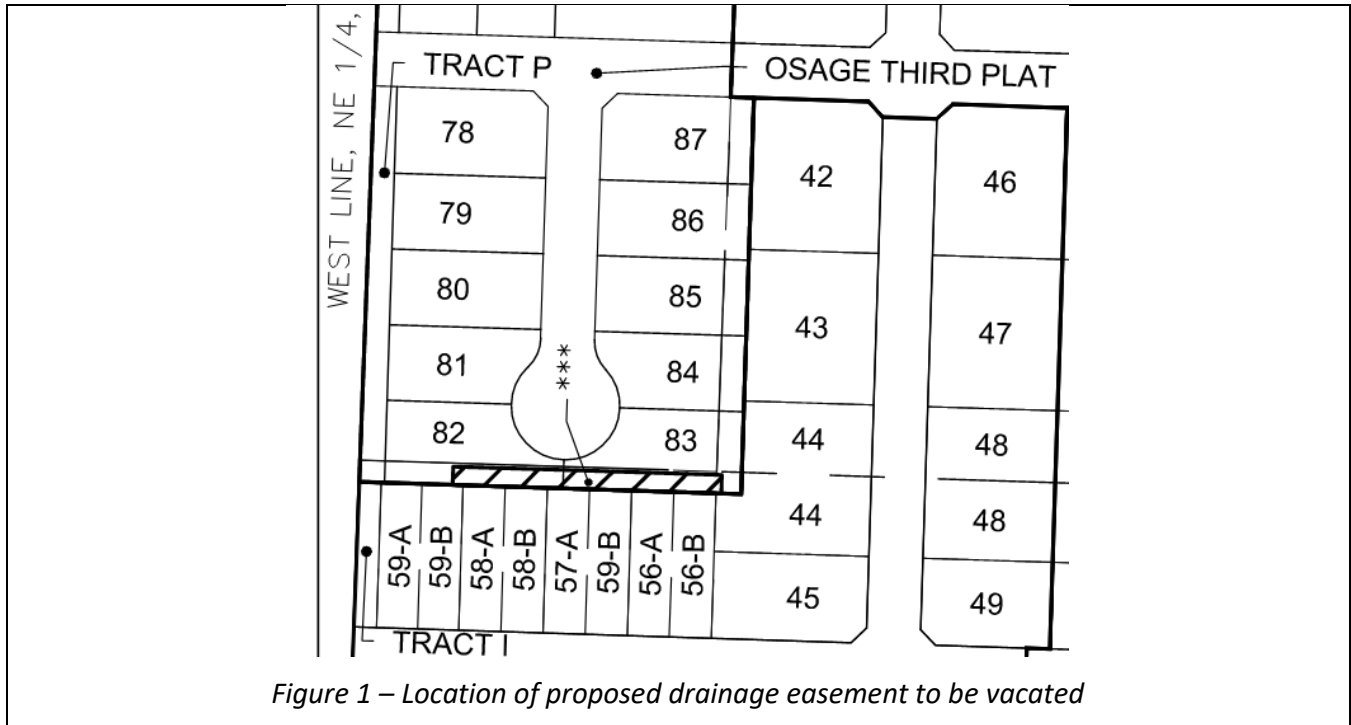 WEST LINE, NE 1/4,
TRACT P
OSAGE THIRD PLAT
78
87
42
46
79
86
80
85
43
47
81
***
84
82
83
44
48
44
48
59-A
59-B
58-A
58-B
57-A
59-B
56-A
56-B
45
49
TRACT I
Figure 1 – Location of proposed drainage easement to be vacated